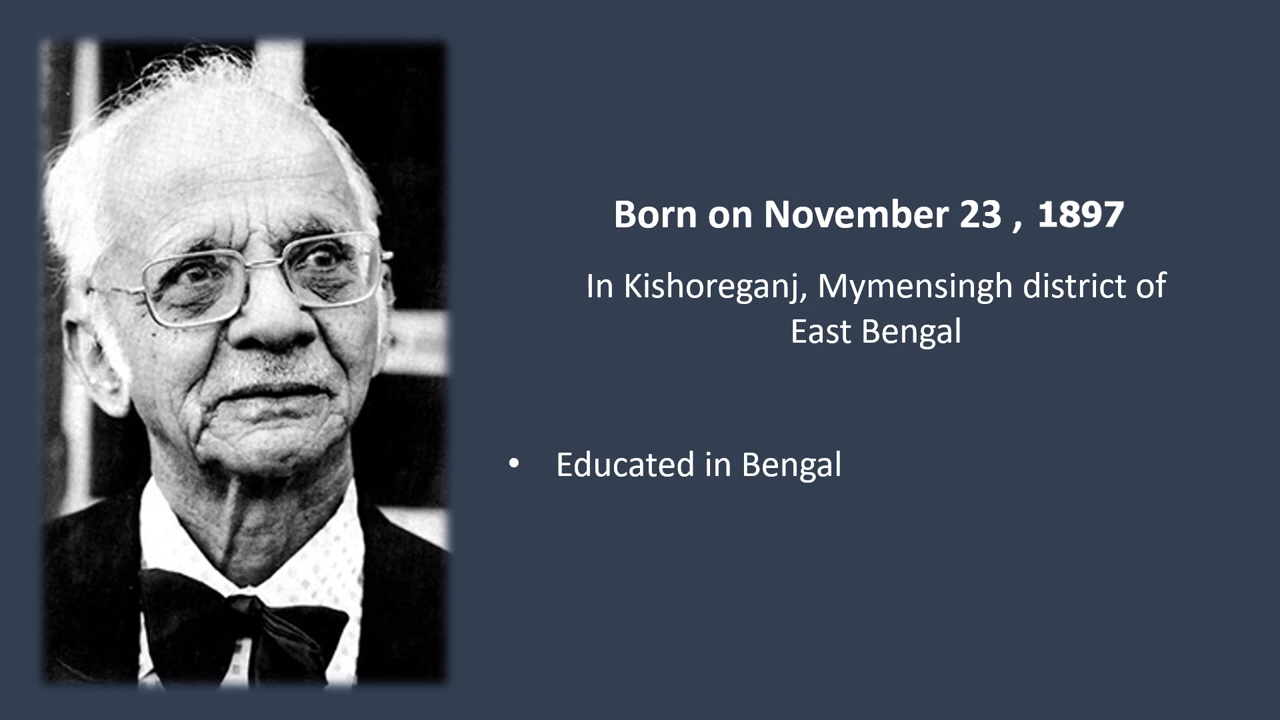 Born on November 23 , 1897
In Kishoreganj, Mymensingh district of
East Bengal
• Educated in Bengal